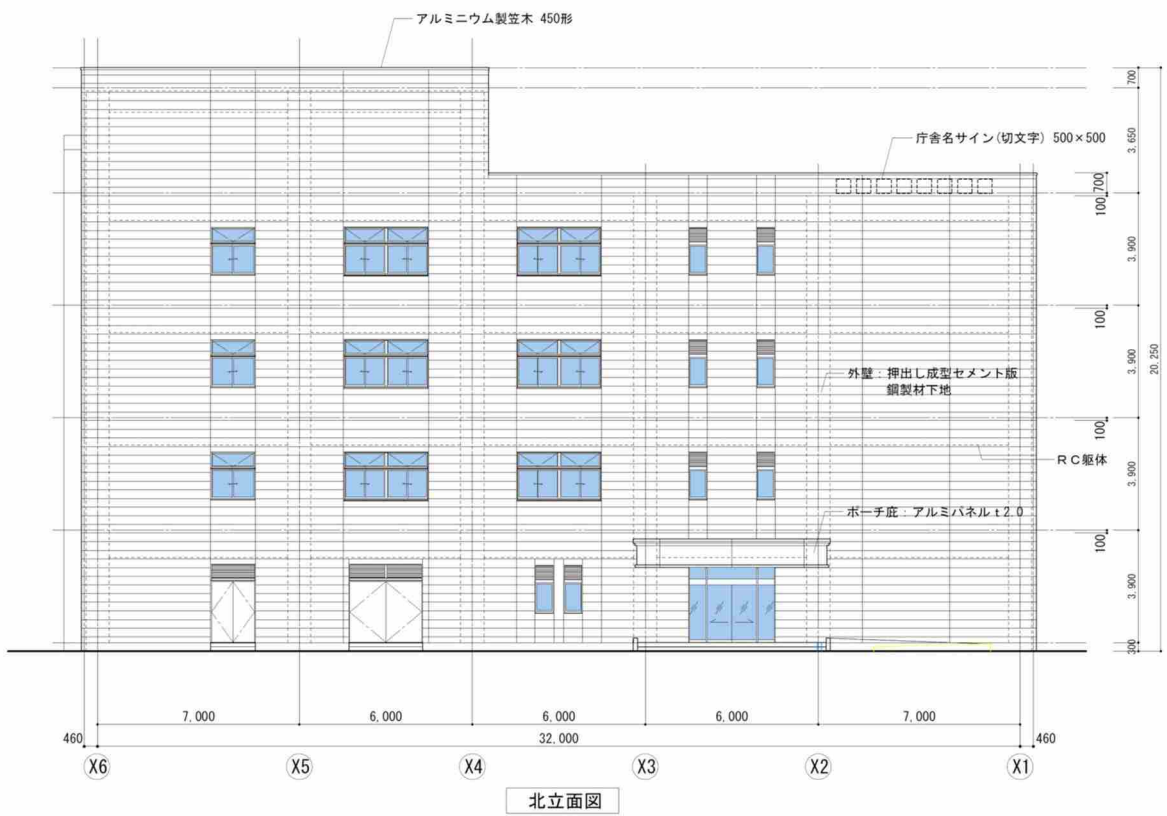 アルミニウム製笠木 450形
700
庁舎名サイン(切文字) 500×500
3,650
700
100
3,900
100
3,900
20,250
外壁：押出し成型セメント版
鋼製材下地
100
RC躯体
3,900
ポーチ庇：アルミパネルt2.0
100
3,900
300
7,000
6,000
6,000
6,000
7,000
460
32,000
460
X6
X5
X4
X3
X2
X1
北立面図